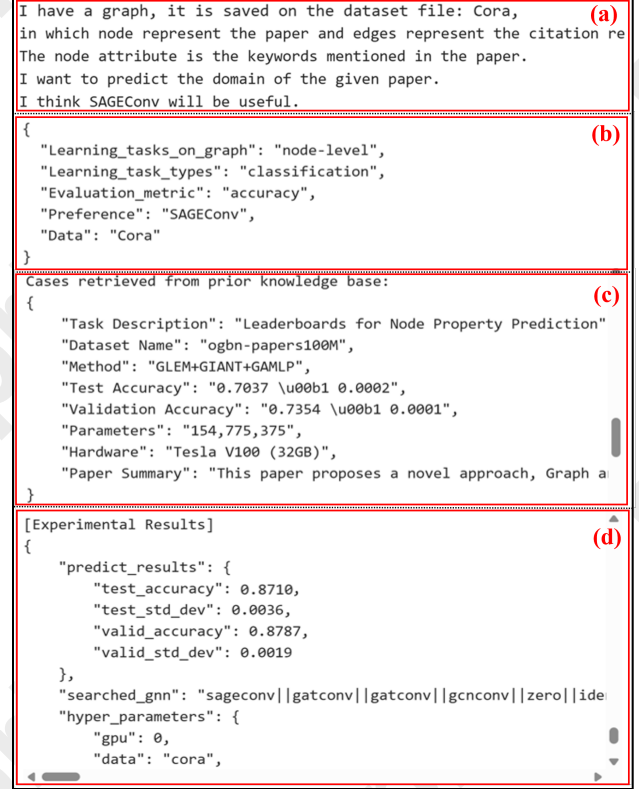 I have a graph, it is saved on the dataset file: Cora, (a)
in which node represent the paper and edges represent the citation re
The node attribute is the keywords mentioned in the paper.
I want to predict the domain of the given paper.
I think SAGEConv will be useful.
{ (b)
"Learning_tasks_on_graph": "node-level",
"Learning_task_types": "classification",
"Evaluation_metric": "accuracy",
"Preference": "SAGEConv",
"Data": "Cora"
}
Cases retrieved from prior knowledge base:
{ (c)
"Task Description": "Leaderboards for Node Property Prediction"
"Dataset Name": "ogbn-papers100M",
"Method": "GLEM+GIANT+GAMLP",
"Test Accuracy": "0.7037 \u00b1 0.0002",
"Validation Accuracy": "0.7354 \u00b1 0.0001",
"Parameters": "154,775,375",
"Hardware": "Tesla V100 (32GB)",
"Paper Summary": "This paper proposes a novel approach, Graph a
}
[Experimental Results]
{ (d)
"predict_results": {
"test_accuracy": 0.8710,
"test_std_dev": 0.0036,
"valid_accuracy": 0.8787,
"valid_std_dev": 0.0019
},
"searched_gnn": "sageconv||gatconv||gatconv||gcnconv||zero||ide
"hyper_parameters": {
"gpu": 0,
"data": "cora",